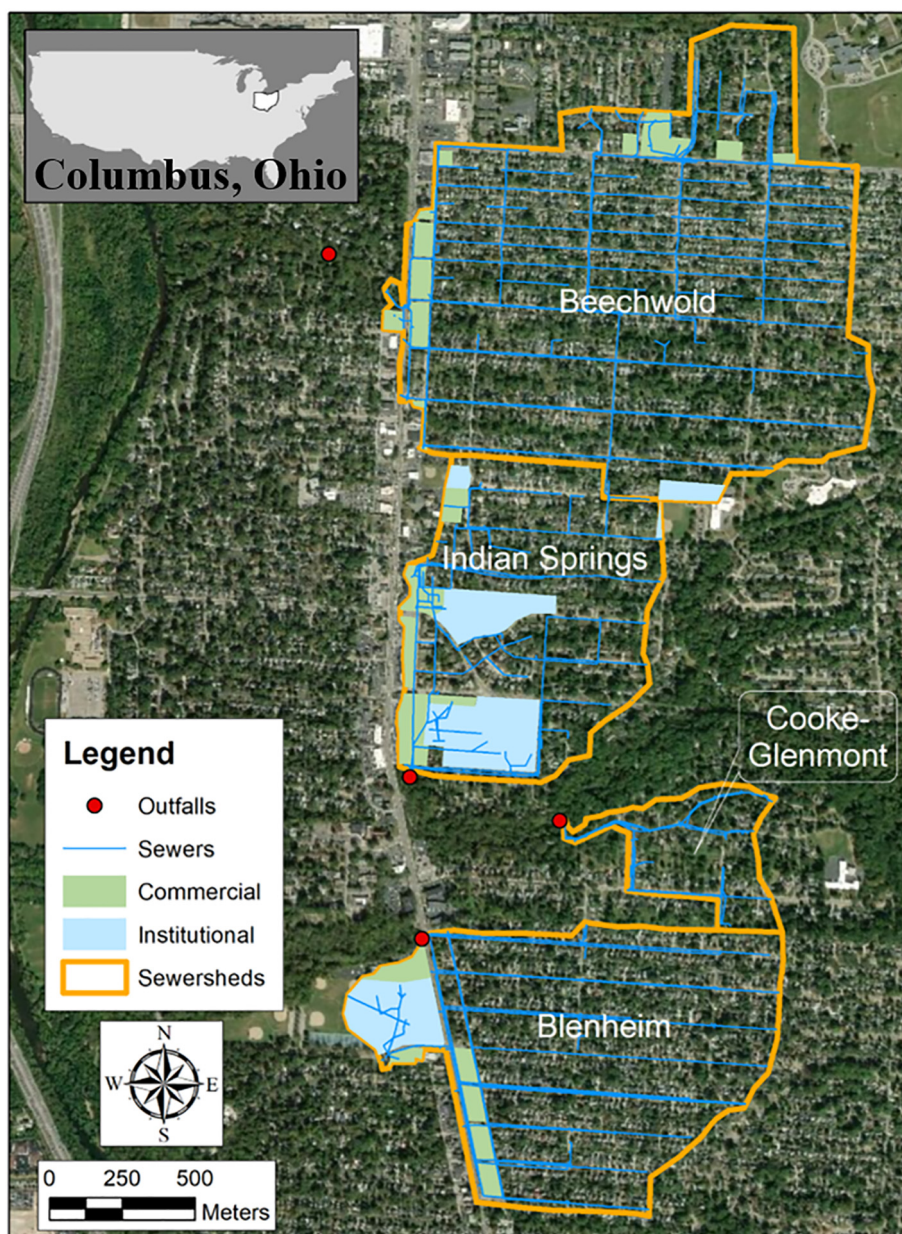 Columbus, Ohio
Beechwold
Indian Springs
Cooke-
Glenmont
Legend
Outfalls
Sewers
Commercial
Institutional
Sewersheds
Blenheim
N
W E
S
0 250 500
Meters